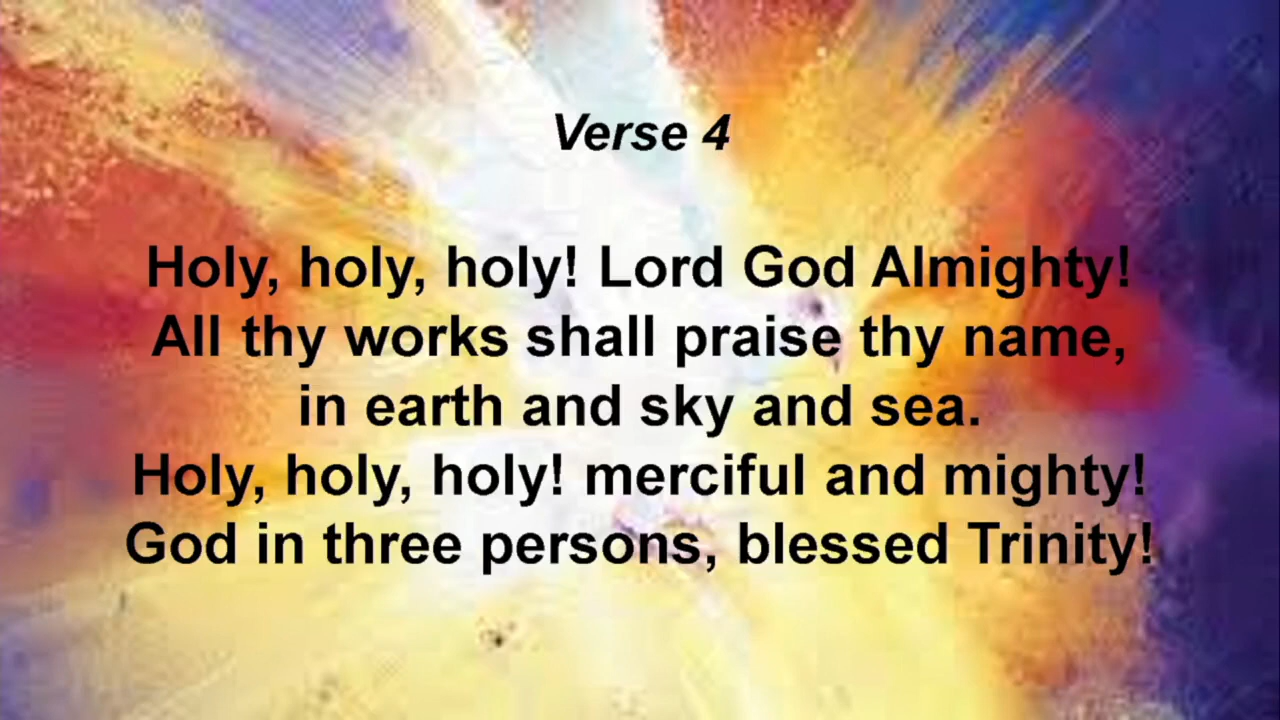 Verse 4
Holy, holy, holy! Lord God Almighty!
All thy works shall praise thy name,
in earth and sky and sea.
Holy, holy, holy! merciful and mighty!
God in three persons, blessed Trinity!